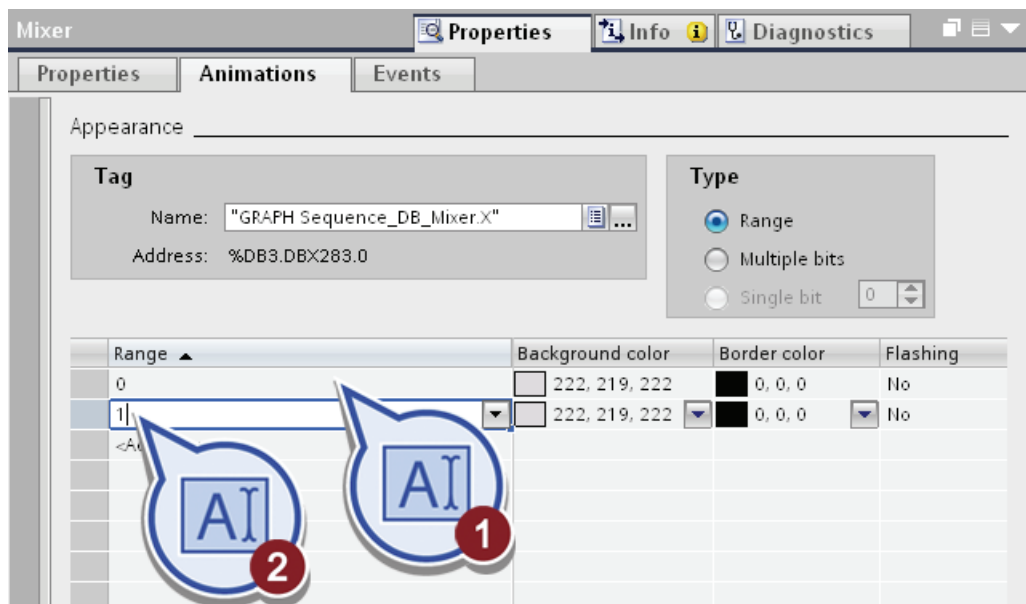 Mixer
Properties Info Diagnostics
Properties Animations Events
Appearance
Tag
Name: "GRAPH Sequence_DB_Mixer.X" ...
Address: %DB3.DBX283.0
Type
Range
Multiple bits
Single bit 0
Range Background color Border color Flashing
0 222, 219, 222 0, 0, 0 No
1 222, 219, 222 0, 0, 0 No
A 1
A 2